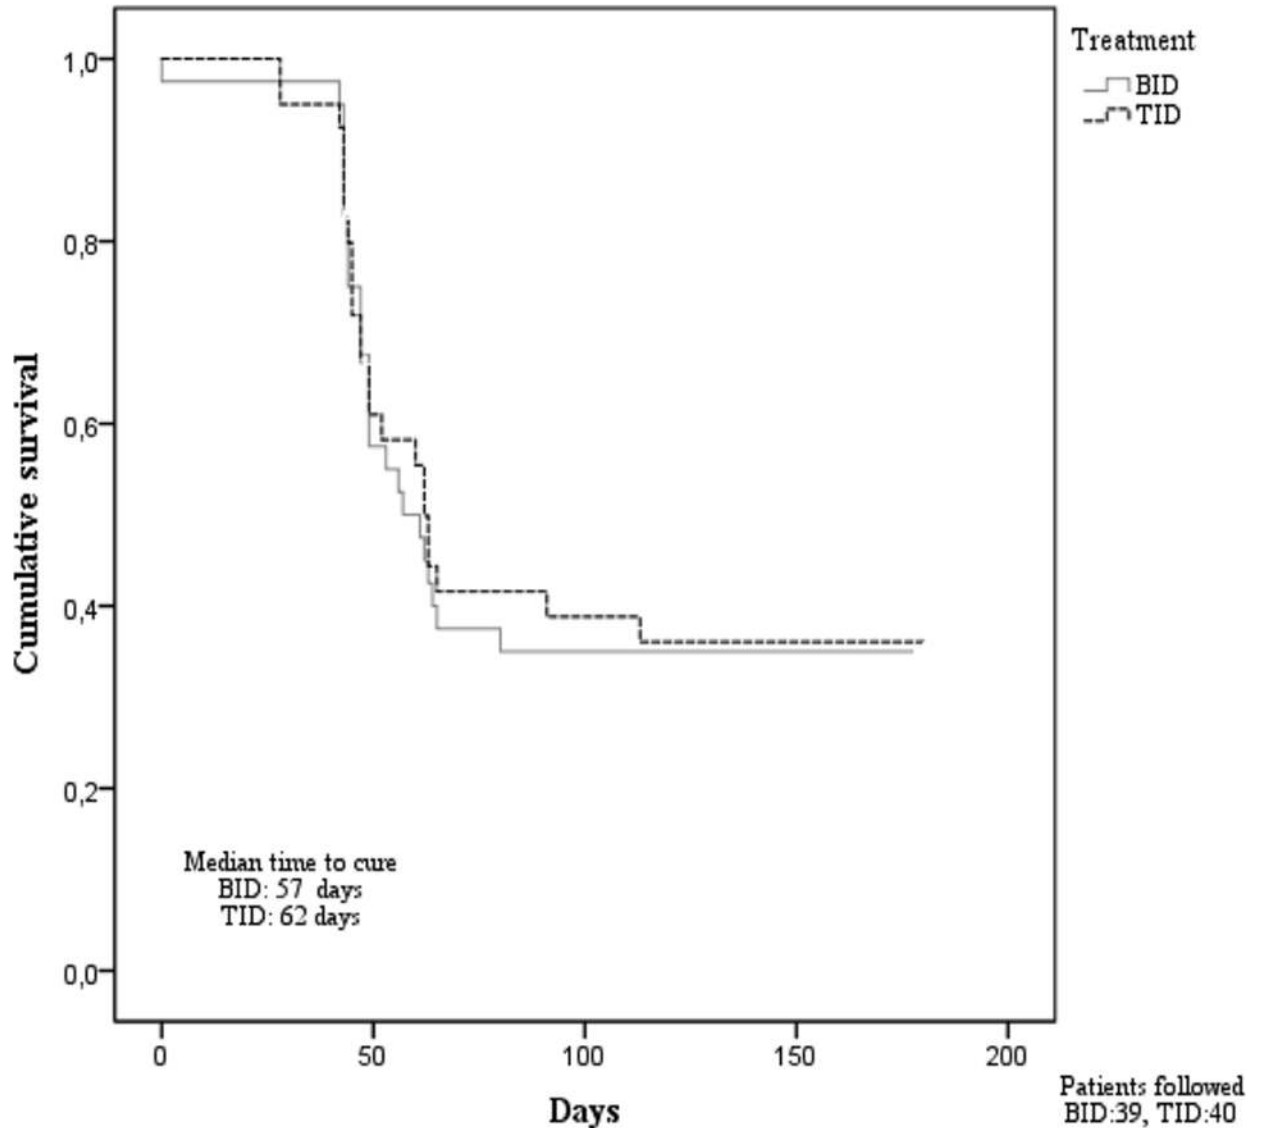 Treatment
BID
TID
1,0
0,8
0,6
0,4
0,2
0,0
Cumulative survival
Median time to cure
BID: 57 days
TID: 62 days
0 50 100 150 200
Days
Patients followed
BID:39, TID:40